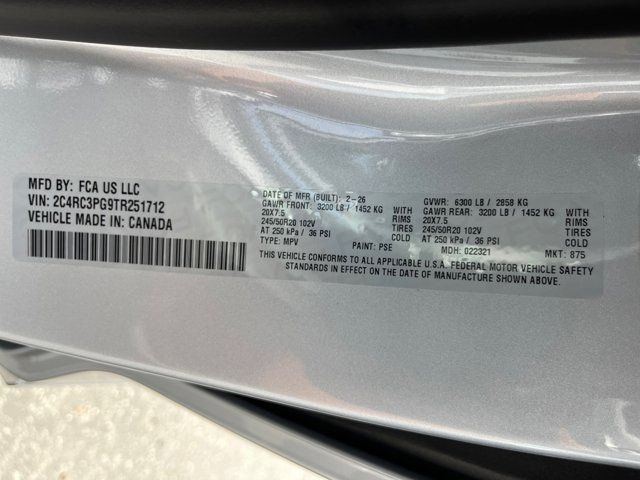 MFD BY: FCA US LLC
VIN: 2C4RC3PG9TR251712
VEHICLE MADE IN: CANADA
DATE OF MFR (BUILT): 2-26 GVWR: 6300 LB / 2858 KG
GAWR FRONT: 3200 LB / 1452 KG WITH GAWR REAR: 3200 LB / 1452 KG WITH
20X7.5 RIMS 20X7.5 RIMS
245/50R20 102V TIRES 245/50R20 102V TIRES
AT 250 kPa / 36 PSI COLD AT 250 kPa / 36 PSI COLD
TYPE: MPV PAINT: PSE MDH: 022321 MKT: 875
THIS VEHICLE CONFORMS TO ALL APPLICABLE U.S.A. FEDERAL MOTOR VEHICLE SAFETY
STANDARDS IN EFFECT ON THE DATE OF MANUFACTURE SHOWN ABOVE.